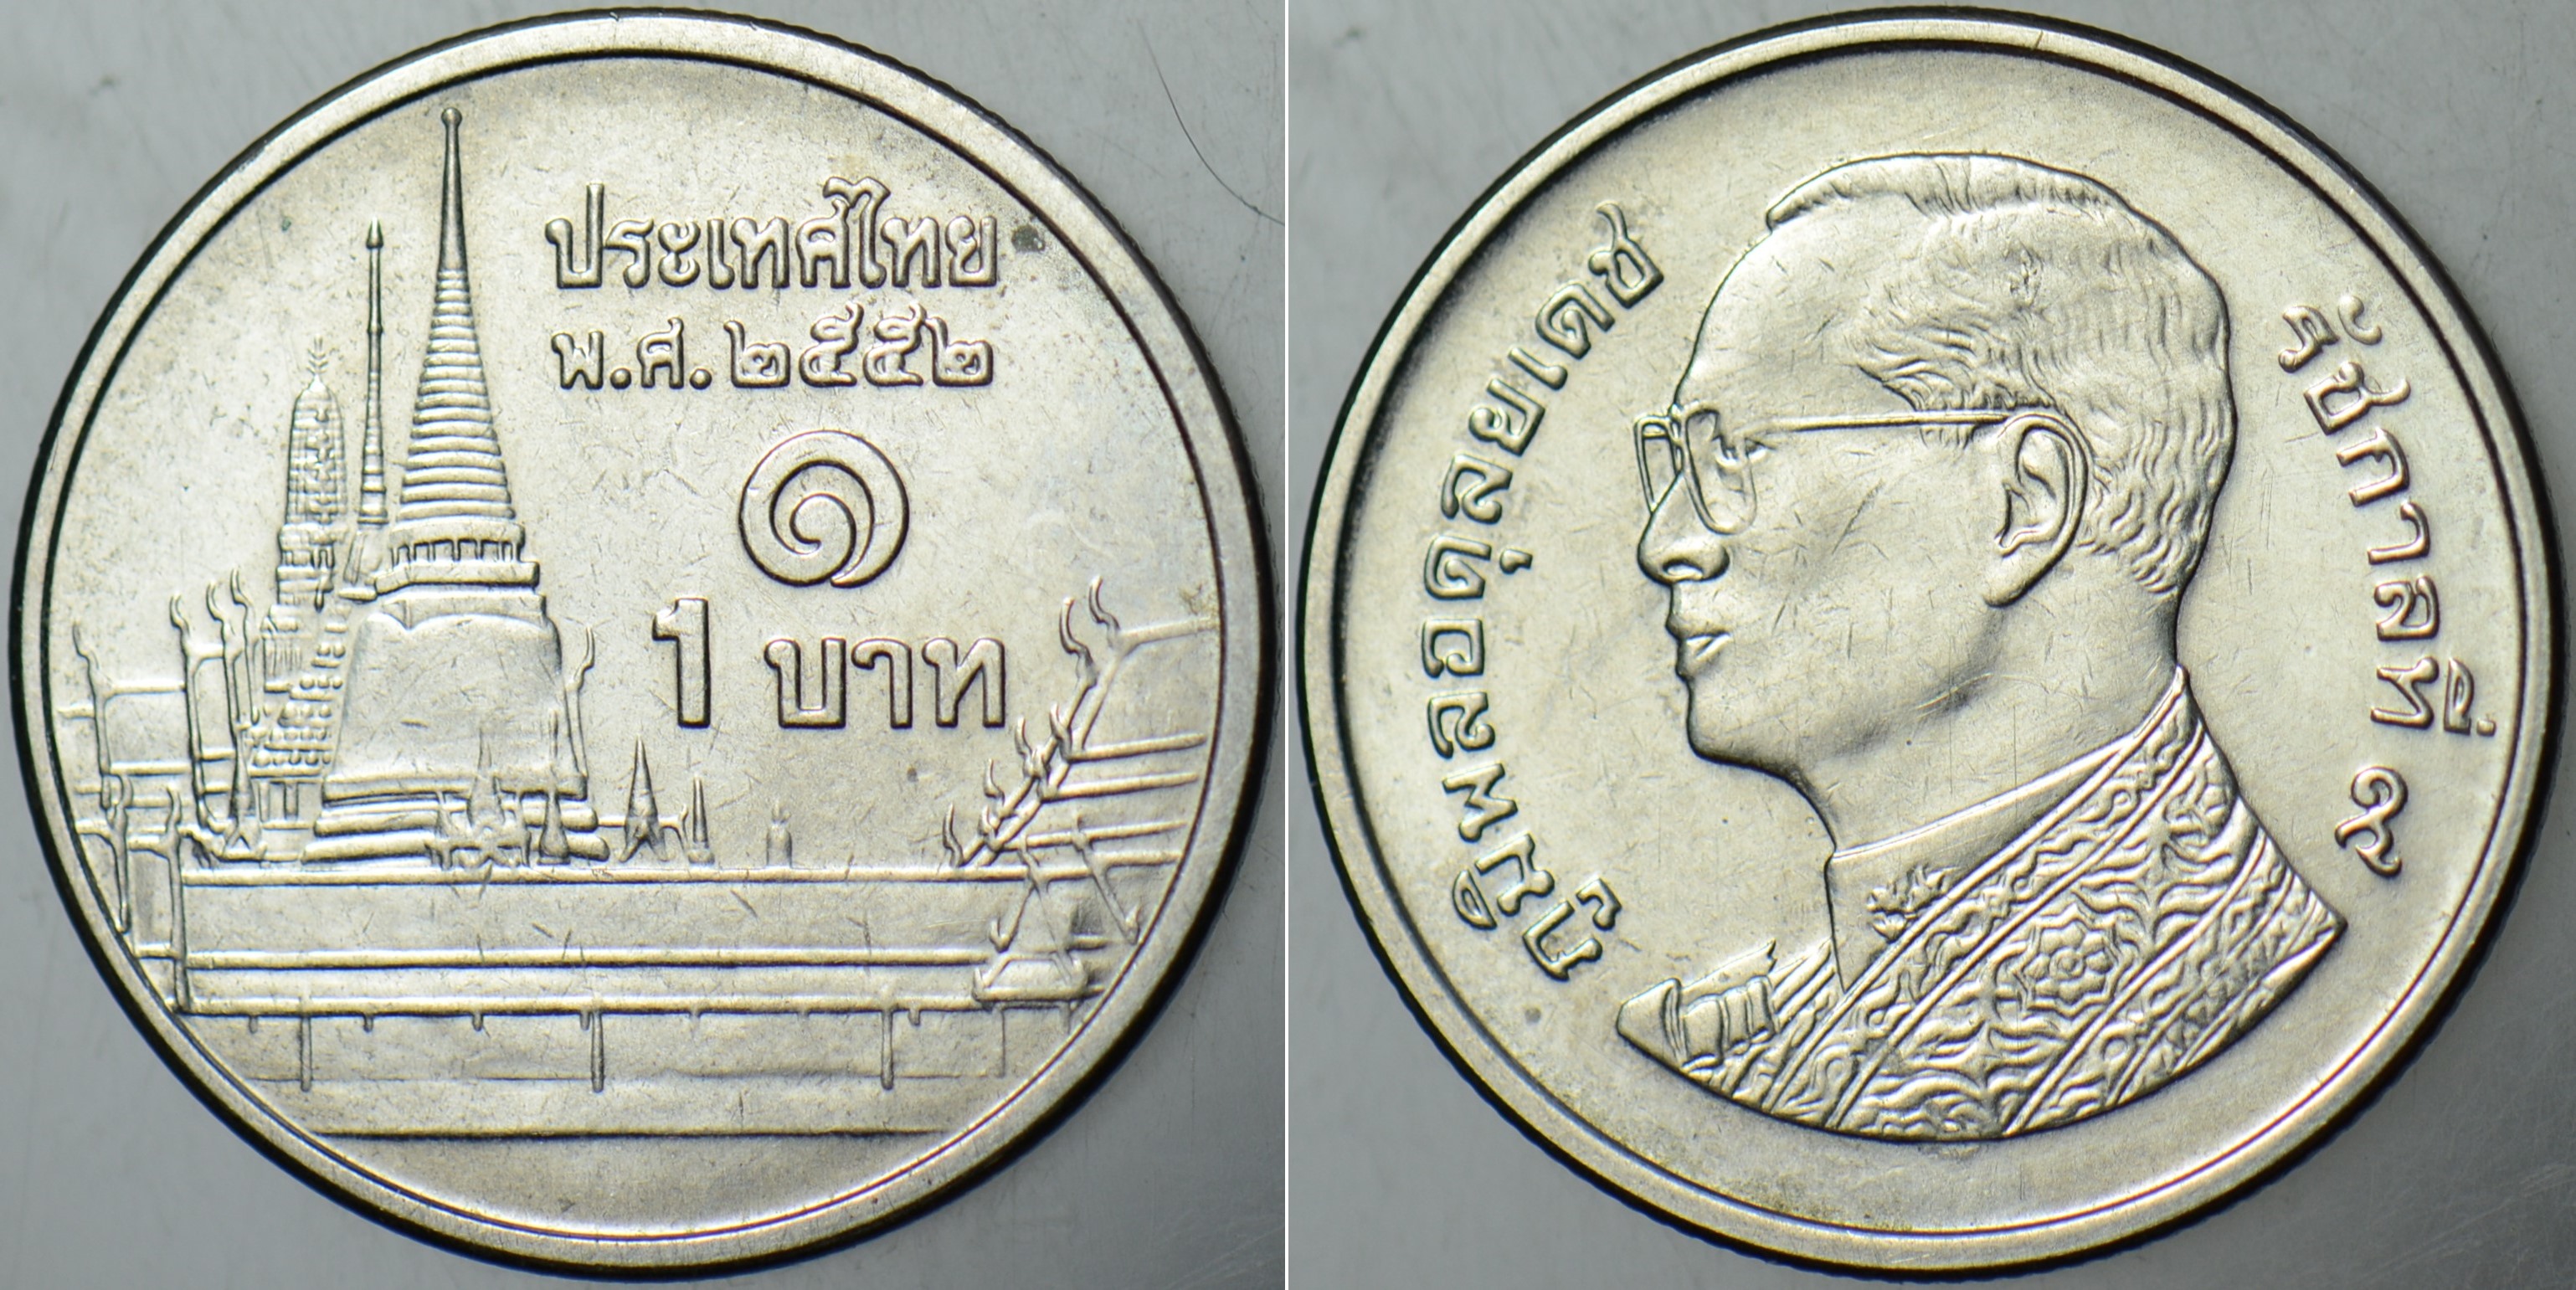 ประเทศไทย
พ.ศ. ๒๕๕๒
๑
1 บาท
ภูมิพลอดุลยเดช
รัชกาลที่ ๙